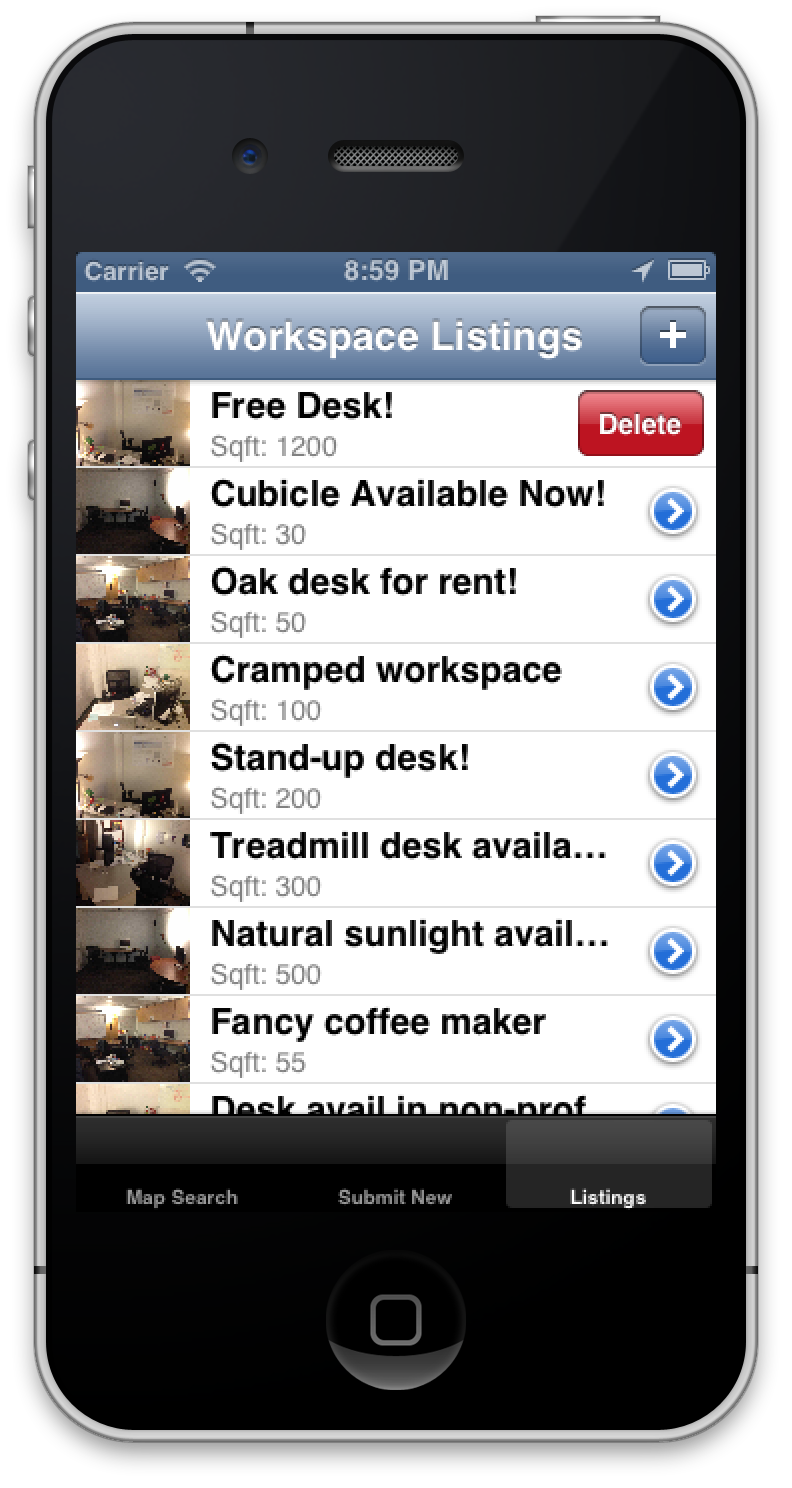 Carrier 8:59 PM
Workspace Listings +
Free Desk!
Sqft: 1200
Delete
Cubicle Available Now!
Sqft: 30
Oak desk for rent!
Sqft: 50
Cramped workspace
Sqft: 100
Stand-up desk!
Sqft: 200
Treadmill desk availa...
Sqft: 300
Natural sunlight avail...
Sqft: 500
Fancy coffee maker
Sqft: 55
Desk avail in non-prof
Map Search Submit New Listings